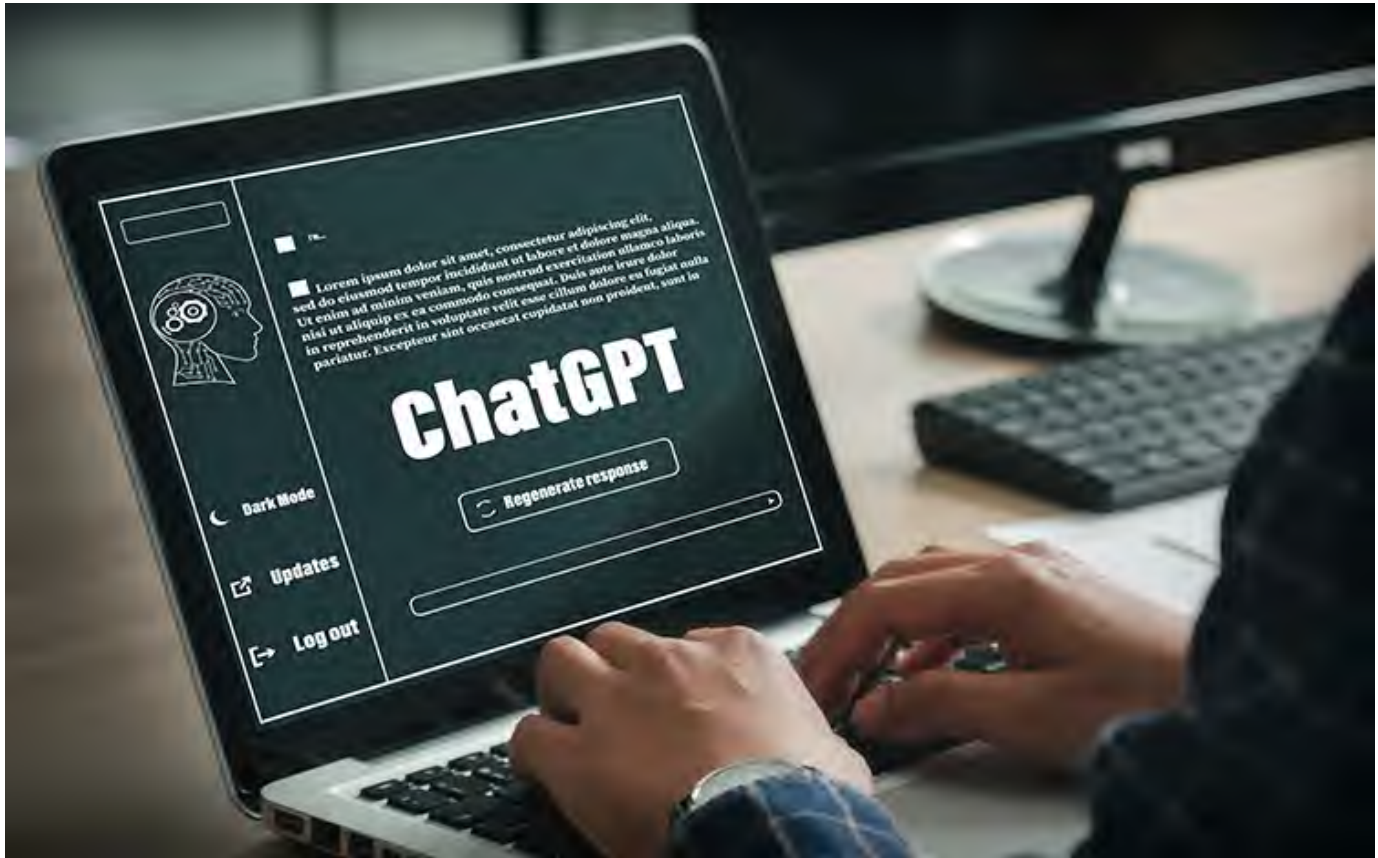 Lorem ipsum dolor sit amet, consectetur adipiscing elit,
sed do eiusmod tempor incididunt ut labore et dolore magna aliqua.
Ut enim ad minim veniam, quis nostrud exercitation ullamco laboris
nisi ut aliquip ex ea commodo consequat. Duis aute irure dolor
in reprehenderit in voluptate velit esse cillum dolore eu fugiat nulla
pariatur. Excepteur sint occaecat cupidatat non proident, sunt in
ChatGPT
Regenerate response
Dark Mode
Updates
Log out